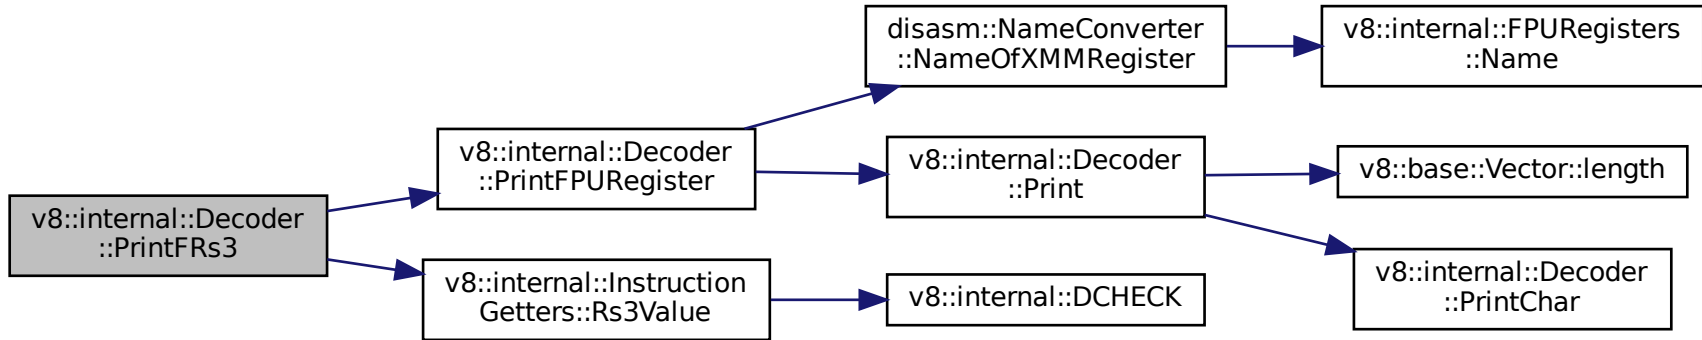 v8::internal::Decoder
::PrintFRs3
v8::internal::Decoder
::PrintFPURegister
v8::internal::Instruction
Getters::Rs3Value
disasm::NameConverter
::NameOfXMMRegister
v8::internal::Decoder
::Print
v8::internal::DCHECK
v8::internal::FPURegisters
::Name
v8::base::Vector::length
v8::internal::Decoder
::PrintChar